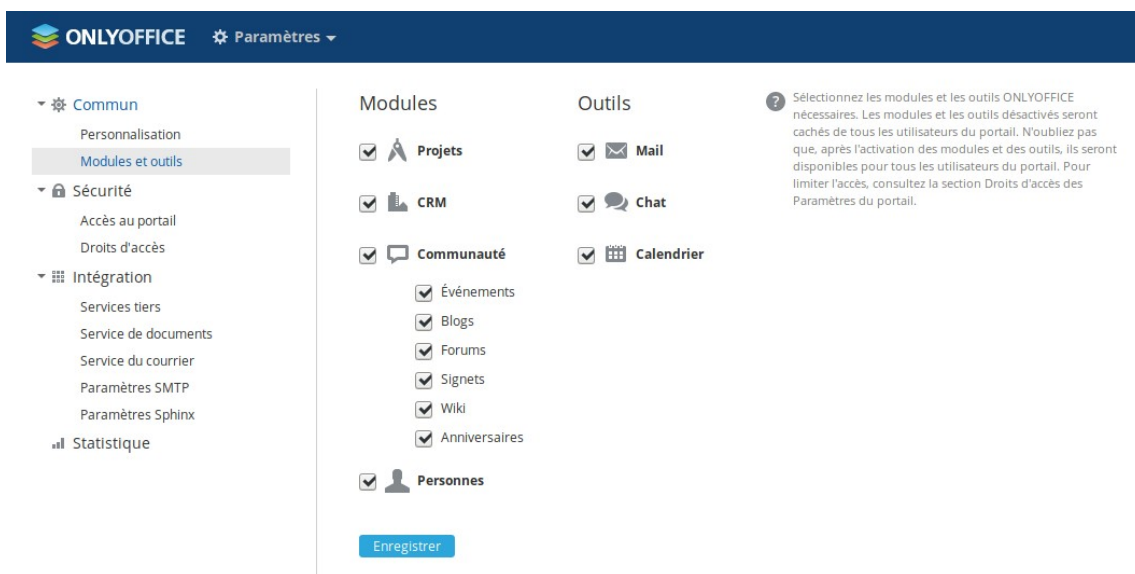 ONLYOFFICE Paramètres
Commun
Personnalisation
Modules et outils
Sécurité
Accès au portail
Droits d'accès
Intégration
Services tiers
Service de documents
Service du courrier
Paramètres SMTP
Paramètres Sphinx
Statistique
Modules
Projets
CRM
Communauté
Événements
Blogs
Forums
Signets
Wiki
Anniversaires
Personnes
Enregistrer
Outils
Mail
Chat
Calendrier
Sélectionnez les modules et les outils ONLYOFFICE
nécessaires. Les modules et les outils désactivés seront
cachés de tous les utilisateurs du portail. N'oubliez pas
que, après l'activation des modules et des outils, ils seront
disponibles pour tous les utilisateurs du portail. Pour
limiter l'accès, consultez la section Droits d'accès des
Paramètres du portail.